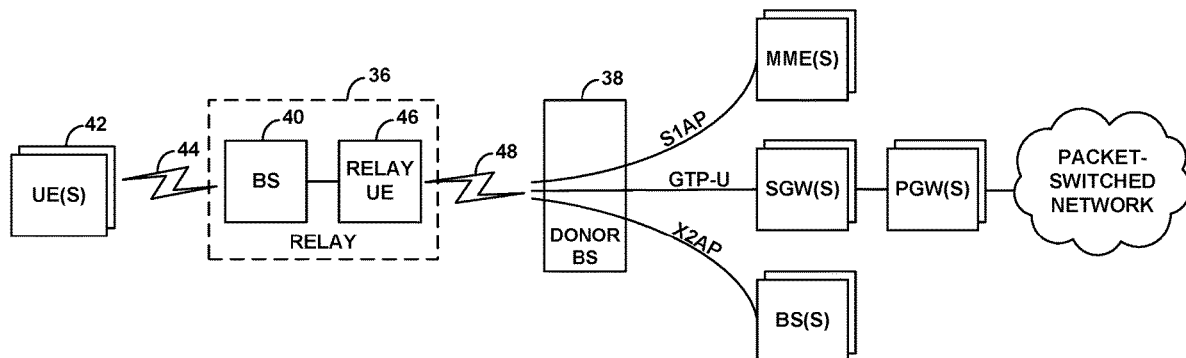 42
UE(S)
44
36
40
BS
46
RELAY
UE
RELAY
48
38
DONOR
BS
S1AP
GTP-U
X2AP
MME(S)
SGW(S)
PGW(S)
BS(S)
PACKET-
SWITCHED
NETWORK